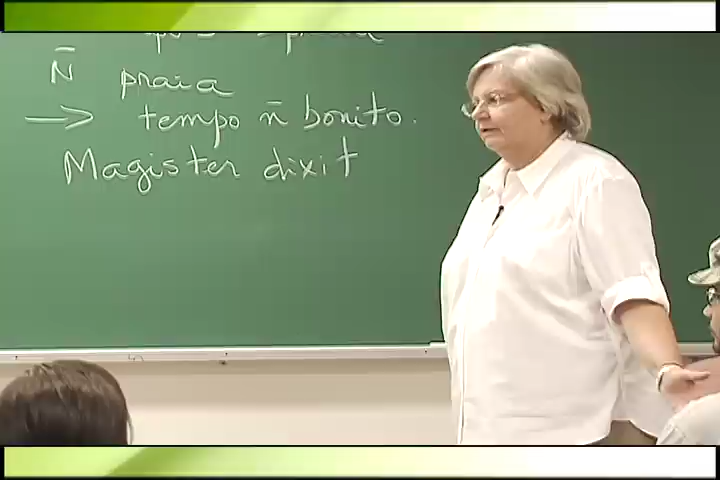 N̄ praia
→ tempo n̄ bonito.
Magister dixit